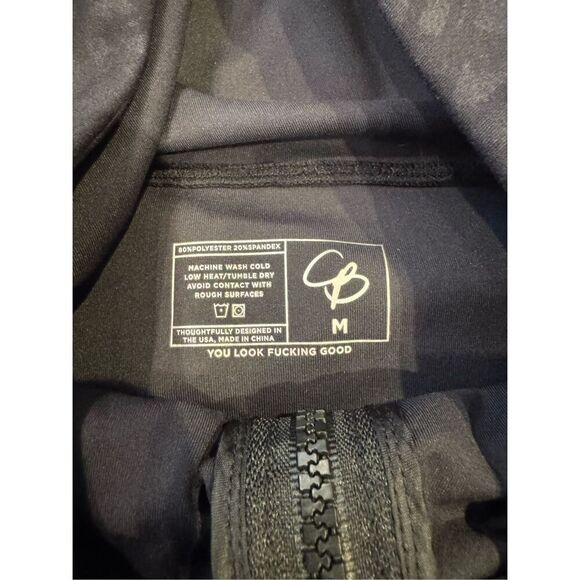 80%POLYESTER 20%SPANDEX
MACHINE WASH COLD
LOW HEAT/TUMBLE DRY
AVOID CONTACT WITH
ROUGH SURFACES
THOUGHTFULLY DESIGNED IN
THE USA, MADE IN CHINA
CB
M
YOU LOOK FUCKING GOOD